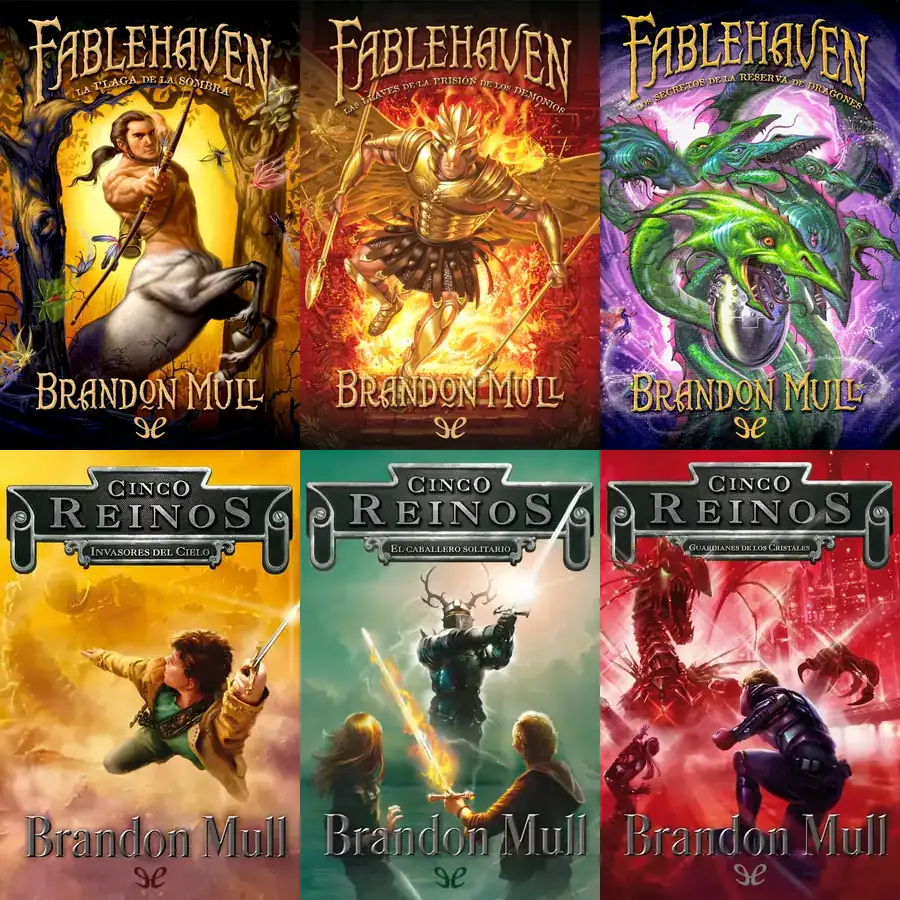 FABLEHAVEN
LA PLAGA DE LA SOMBRA
BRANDON MULL
FABLEHAVEN
LAS LLAVES DE LA PRISIÓN DE LOS DEMONIOS
BRANDON MULL
FABLEHAVEN
LOS SECRETOS DE LA RESERVA DE DRAGONES
BRANDON MULL
CINCO
REINOS
INVASORES DEL CIELO
Brandon Mull
CINCO
REINOS
EL CABALLERO SOLITARIO
Brandon Mull
CINCO
REINOS
GUARDIANES DE LOS CRISTALES
Brandon Mull